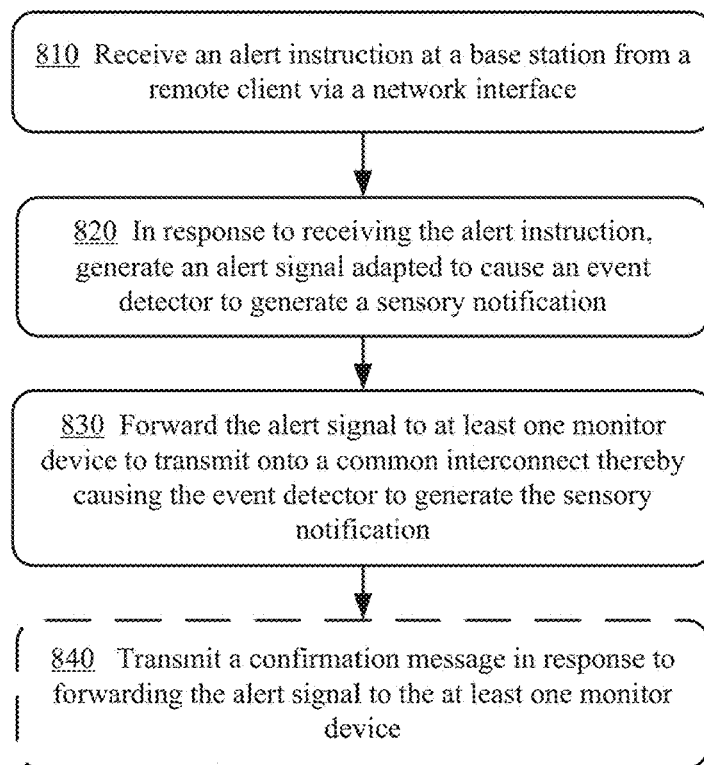 810 Receive an alert instruction at a base station from a
remote client via a network interface
820 In response to receiving the alert instruction,
generate an alert signal adapted to cause an event
detector to generate a sensory notification
830 Forward the alert signal to at least one monitor
device to transmit onto a common interconnect thereby
causing the event detector to generate the sensory
notification
840 Transmit a confirmation message in response to
forwarding the alert signal to the at least one monitor
device